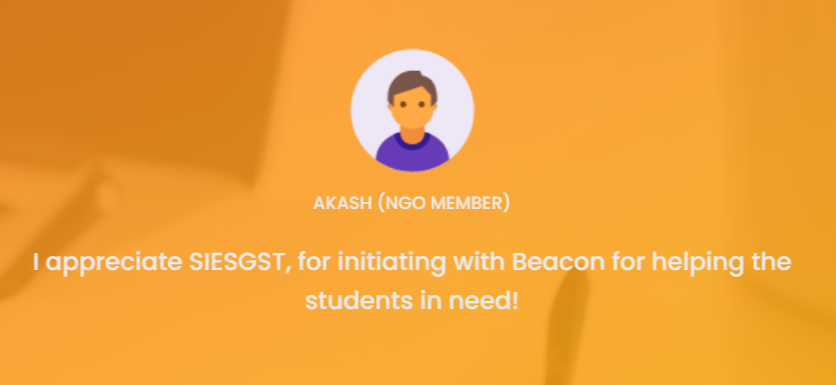 AKASH (NGO MEMBER)
I appreciate SIESGST, for initiating with Beacon for helping the
students in need!